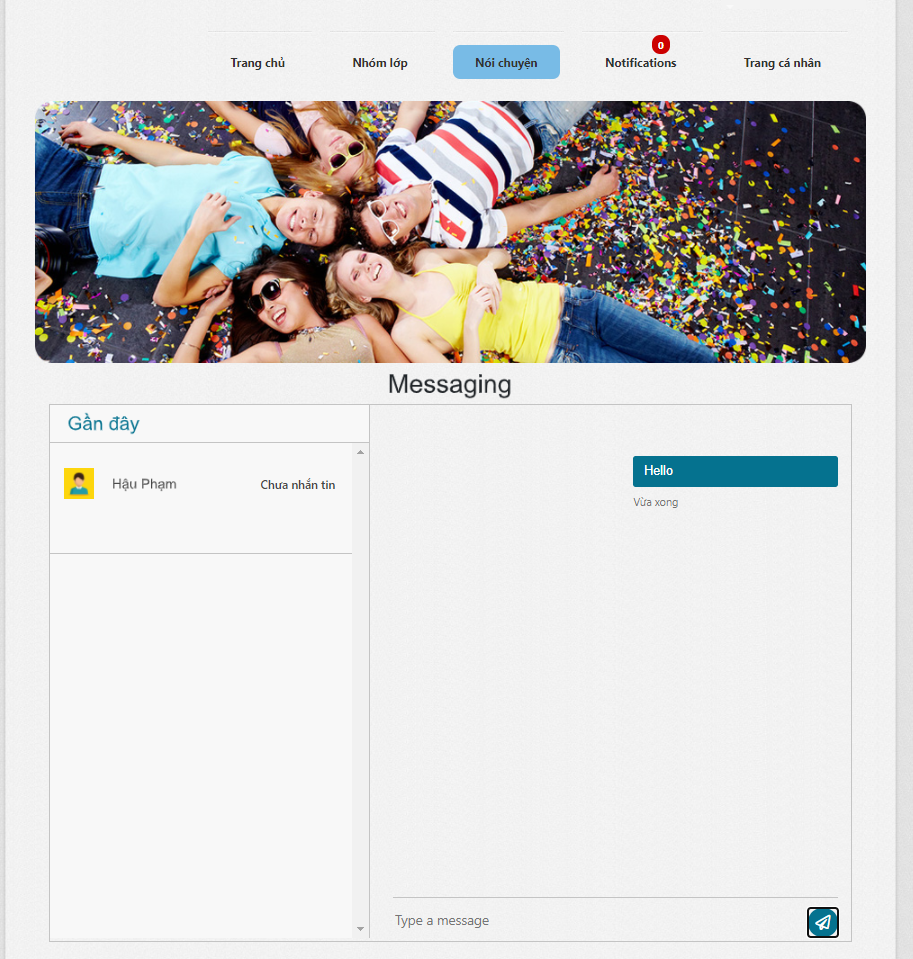 Trang chủ
Nhóm lớp
Nói chuyện
0
Notifications
Trang cá nhân
Messaging
Gần đây
Hậu Phạm
Chưa nhắn tin
Hello
Vừa xong
Type a message